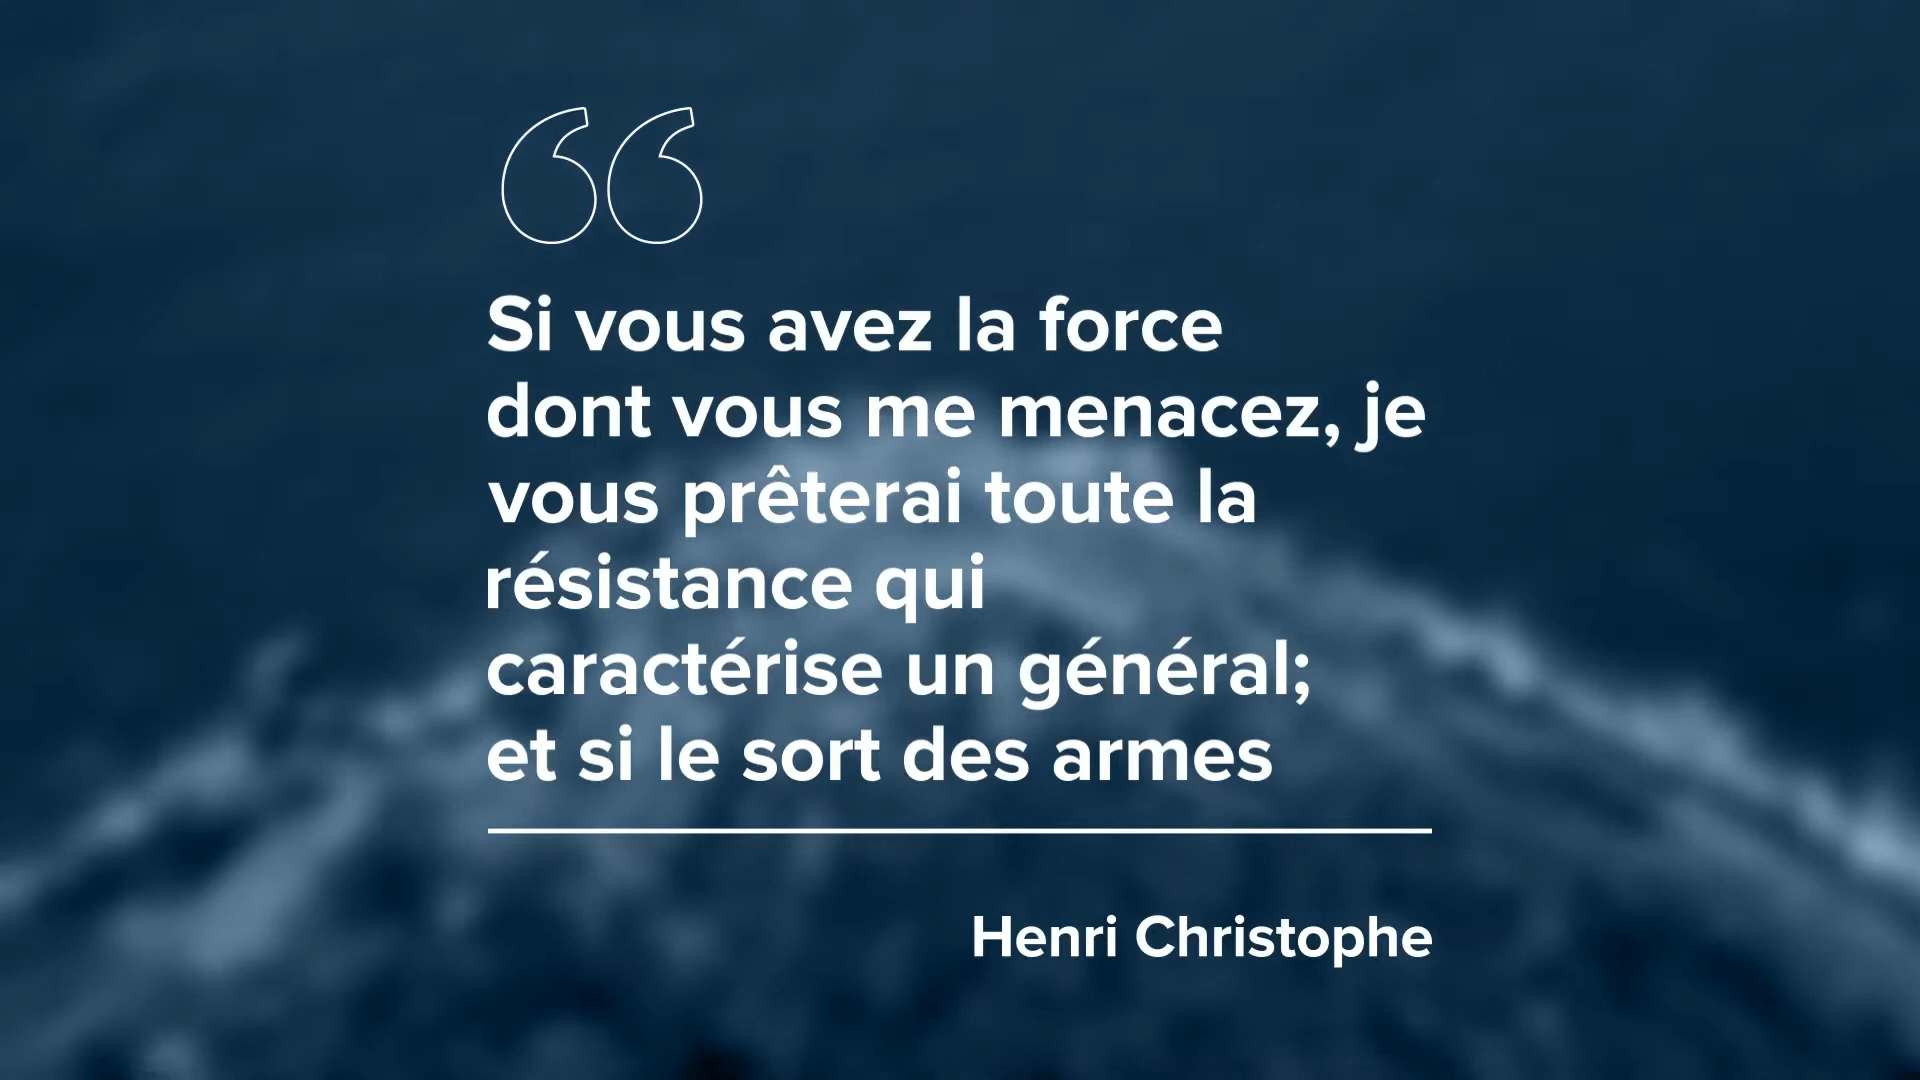 “
Si vous avez la force
dont vous me menacez, je
vous prêterai toute la
résistance qui
caractérise un général;
et si le sort des armes
Henri Christophe